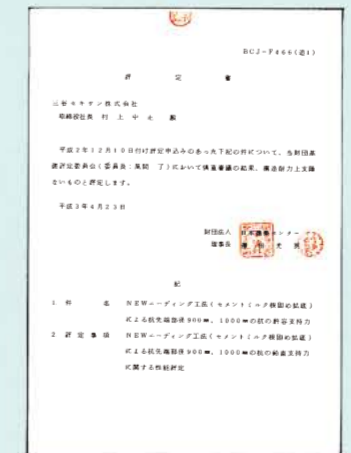 BCJ-F466(追1)
評定書
三谷セキサン株式会社
取締役社長 村上 殿
平成2年12月10日付け評定申込みのあった下記の件について、当財団基
礎評定委員会(委員長: 了)において慎重審議の結果、構造耐力上支障
ないものと評定します。
平成3年4月23日
財団法人 日本建築センター
理事長
記
1 件名 NEWニーディング工法(セメントミルク根固め拡底)
による杭先端部径900㎜、1000㎜の杭の許容支持力
2 評定事項 NEWニーディング工法(セメントミルク根固め拡底)
による杭先端部径900㎜、1000㎜の杭の鉛直支持力
に関する性能評定